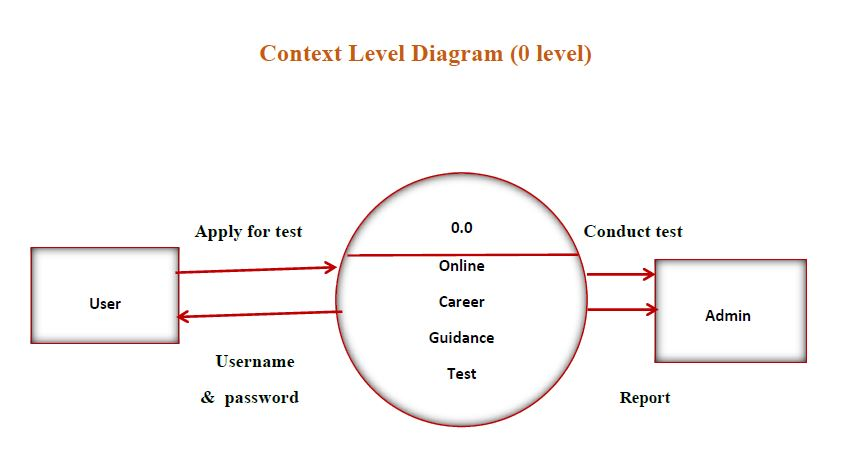 Context Level Diagram (0 level)
0.0
Apply for test
Conduct test
Online
User
Career
Admin
Guidance
Username
Test
& password
Report